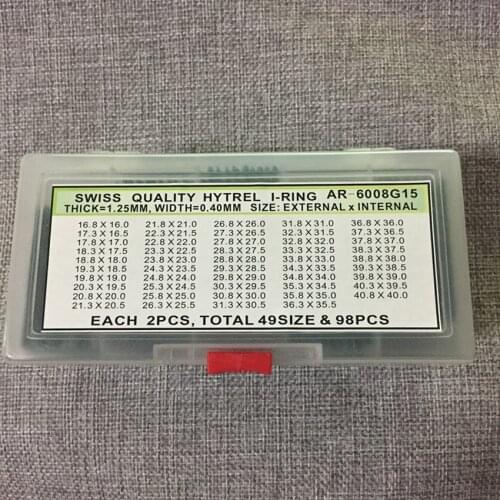 SWISS QUALITY HYTREL I-RING AR-6008G15
THICK=1.25MM, WIDTH=0.40MM SIZE: EXTERNAL x INTERNAL
16.8 X 16.0 21.8 X 21.0 26.8 X 26.0 31.8 X 31.0 36.8 X 36.0
17.3 X 16.5 22.3 X 21.5 27.3 X 26.5 32.3 X 31.5 37.3 X 36.5
17.8 X 17.0 22.8 X 22.0 27.8 X 27.0 32.8 X 32.0 37.8 X 37.0
18.3 X 17.5 23.3 X 22.5 28.3 X 27.5 33.3 X 32.5 38.3 X 37.5
18.8 X 18.0 23.8 X 23.0 28.8 X 28.0 33.8 X 33.0 38.8 X 38.0
19.3 X 18.5 24.3 X 23.5 29.3 X 28.5 34.3 X 33.5 39.3 X 38.5
19.8 X 19.0 24.8 X 24.0 29.8 X 29.0 34.8 X 34.0 39.8 X 39.0
20.3 X 19.5 25.3 X 24.5 30.3 X 29.5 35.3 X 34.5 40.3 X 39.5
20.8 X 20.0 25.8 X 25.0 30.8 X 30.0 35.8 X 35.0 40.8 X 40.0
21.3 X 20.5 26.3 X 25.5 31.3 X 30.5 36.3 X 35.5
EACH 2PCS, TOTAL 49SIZE & 98PCS